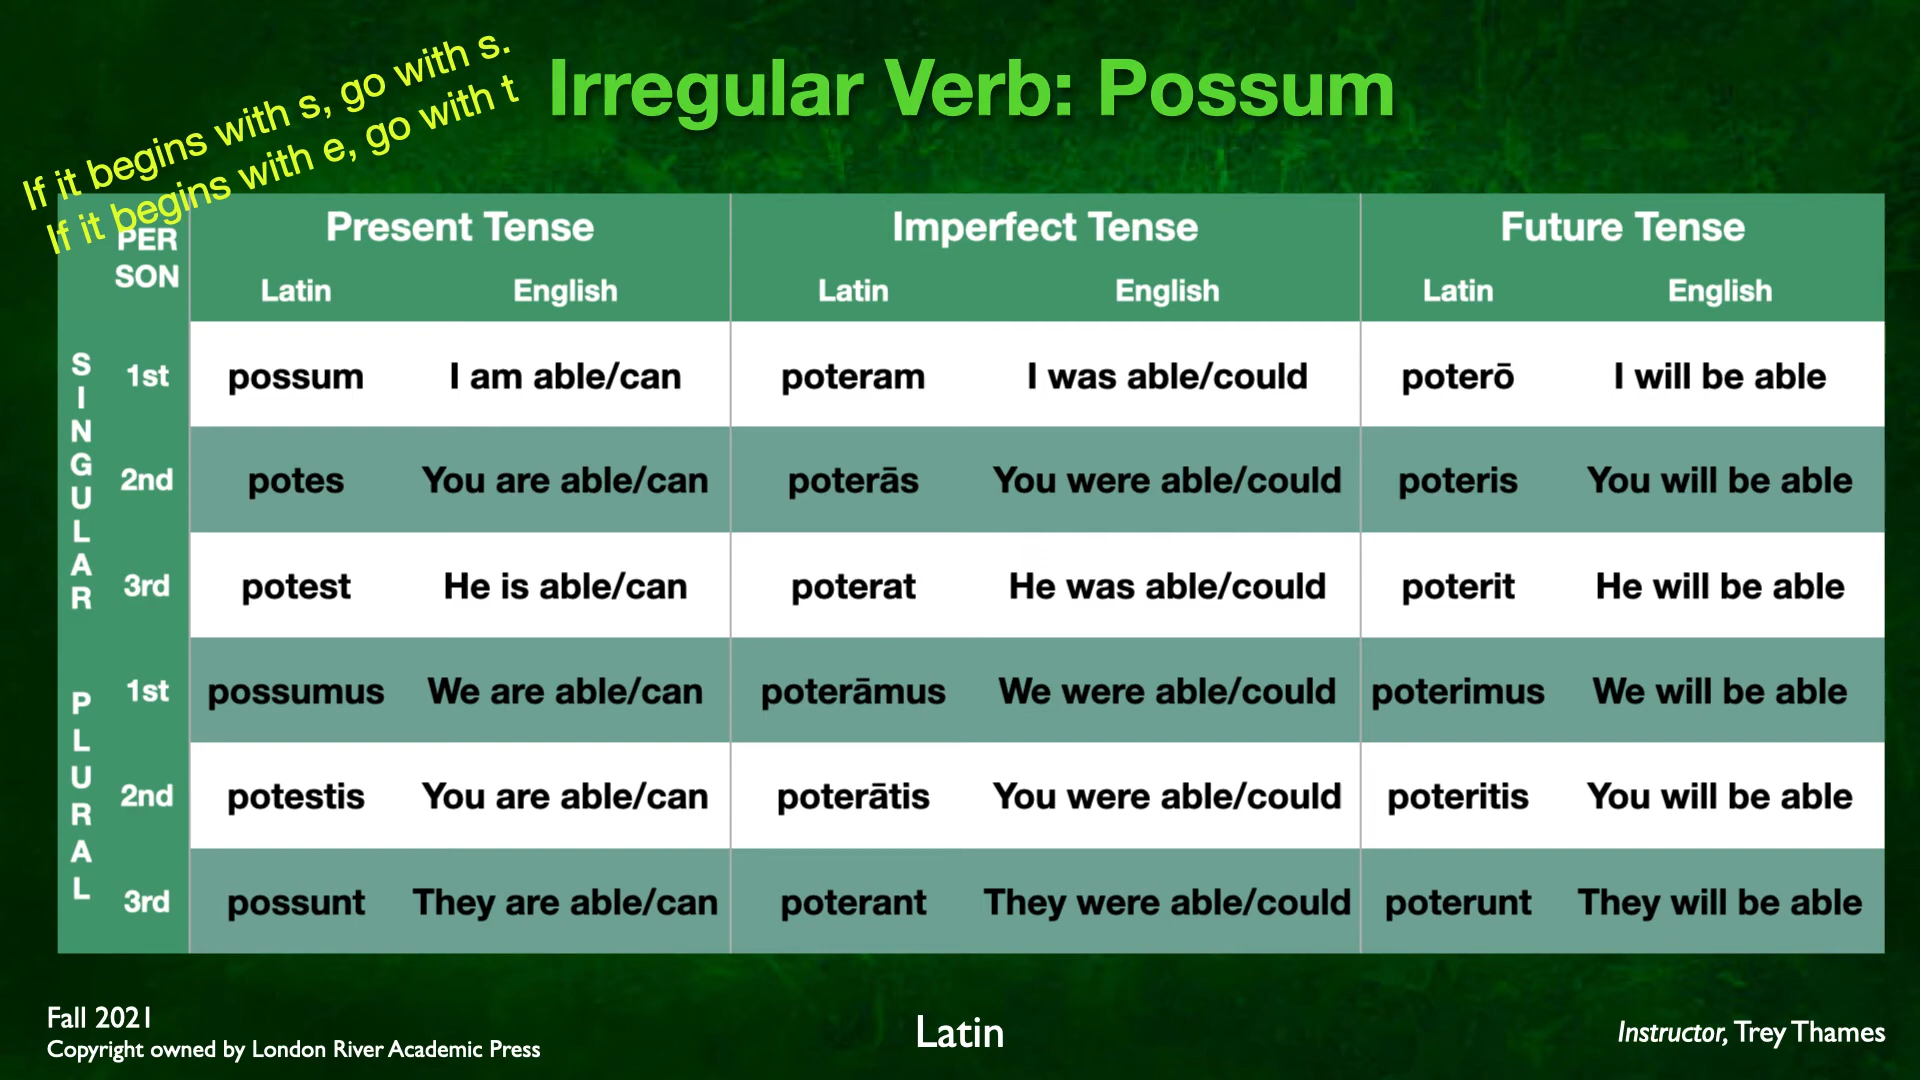 If it begins with s, go with s.
If it begins with e, go with t
Irregular Verb: Possum
PER
SON
Present Tense Imperfect Tense Future Tense
Latin English Latin English Latin English
SINGULAR
1st possum I am able/can poteram I was able/could poterō I will be able
2nd potes You are able/can poterās You were able/could poteris You will be able
3rd potest He is able/can poterat He was able/could poterit He will be able
PLURAL
1st possumus We are able/can poterāmus We were able/could poterimus We will be able
2nd potestis You are able/can poterātis You were able/could poteritis You will be able
3rd possunt They are able/can poterant They were able/could poterunt They will be able
Fall 2021
Copyright owned by London River Academic Press
Latin
Instructor, Trey Thames